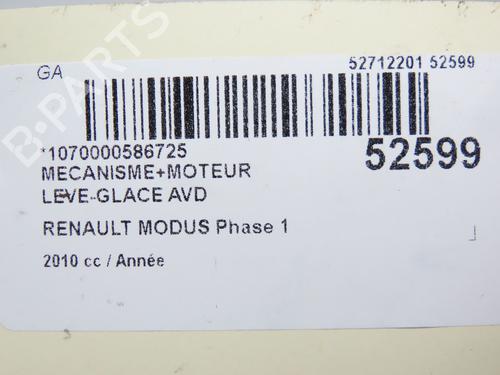 GA
52712201 52599
*1070000586725
52599
MECANISME+MOTEUR
LEVE-GLACE AVD
RENAULT MODUS Phase 1
2010 cc / Année
B-PARTS